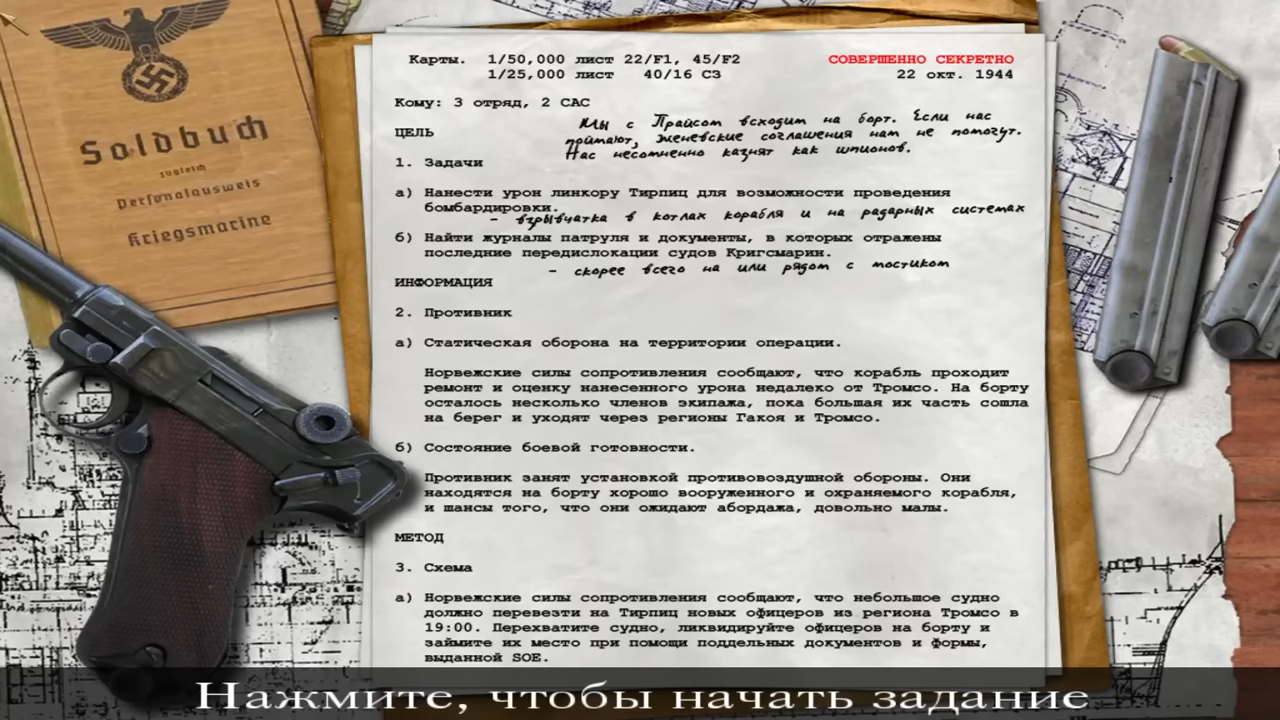 Soldbuch
zugleich
Personalausweis
Kriegsmarine
Карты. 1/50,000 лист 22/F1, 45/F2 СОВЕРШЕННО СЕКРЕТНО
1/25,000 лист 40/16 СЗ 22 окт. 1944
Кому: 3 отряд, 2 САС
Мы с Прайсом всходит на борт. Если нас
ЦЕЛЬ поймают, женевские соглашения нам не помогут.
Нас несомненно казнят как шпионов.
1. Задачи
а) Нанести урон линкору Тирпиц для возможности проведения
бомбардировки.
- взрывчатка в котлах корабля и на радарных системах
б) Найти журналы патруля и документы, в которых отражены
последние передислокации судов Кригсмарин.
- скорее всего на или рядом с мостиком
ИНФОРМАЦИЯ
2. Противник
а) Статическая оборона на территории операции.
Норвежские силы сопротивления сообщают, что корабль проходит
ремонт и оценку нанесенного урона недалеко от Тромсо. На борту
осталось несколько членов экипажа, пока большая их часть сошла
на берег и уходят через регионы Гакоя и Тромсо.
б) Состояние боевой готовности.
Противник занят установкой противовоздушной обороны. Они
находятся на борту хорошо вооруженного и охраняемого корабля,
и шансы того, что они ожидают абордажа, довольно малы.
МЕТОД
3. Схема
а) Норвежские силы сопротивления сообщают, что небольшое судно
должно перевезти на Тирпиц новых офицеров из региона Тромсо в
19:00. Перехватите судно, ликвидируйте офицеров на борту и
займите их место при помощи поддельных документов и формы,
выданной SOE.
Нажмите, чтобы начать задание